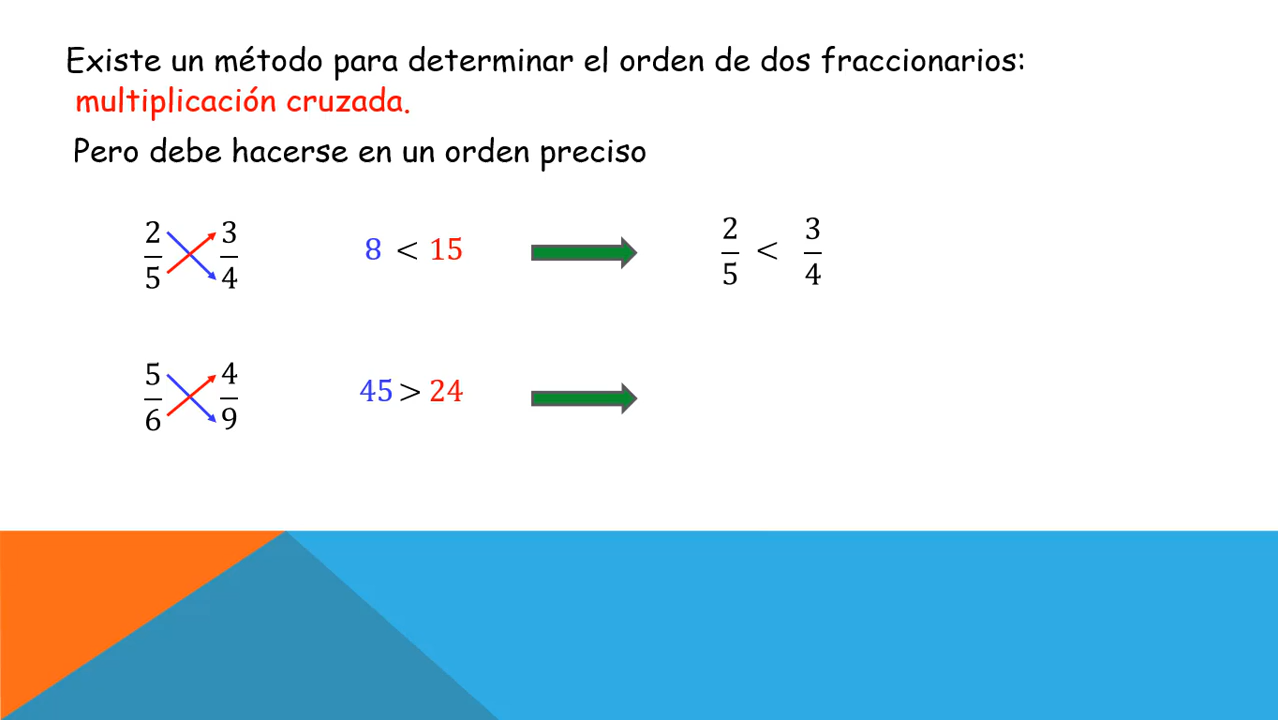 Existe un método para determinar el orden de dos fraccionarios:
multiplicación cruzada.
Pero debe hacerse en un orden preciso
2/5 3/4 8 < 15 2/5 < 3/4
5/6 4/9 45 > 24